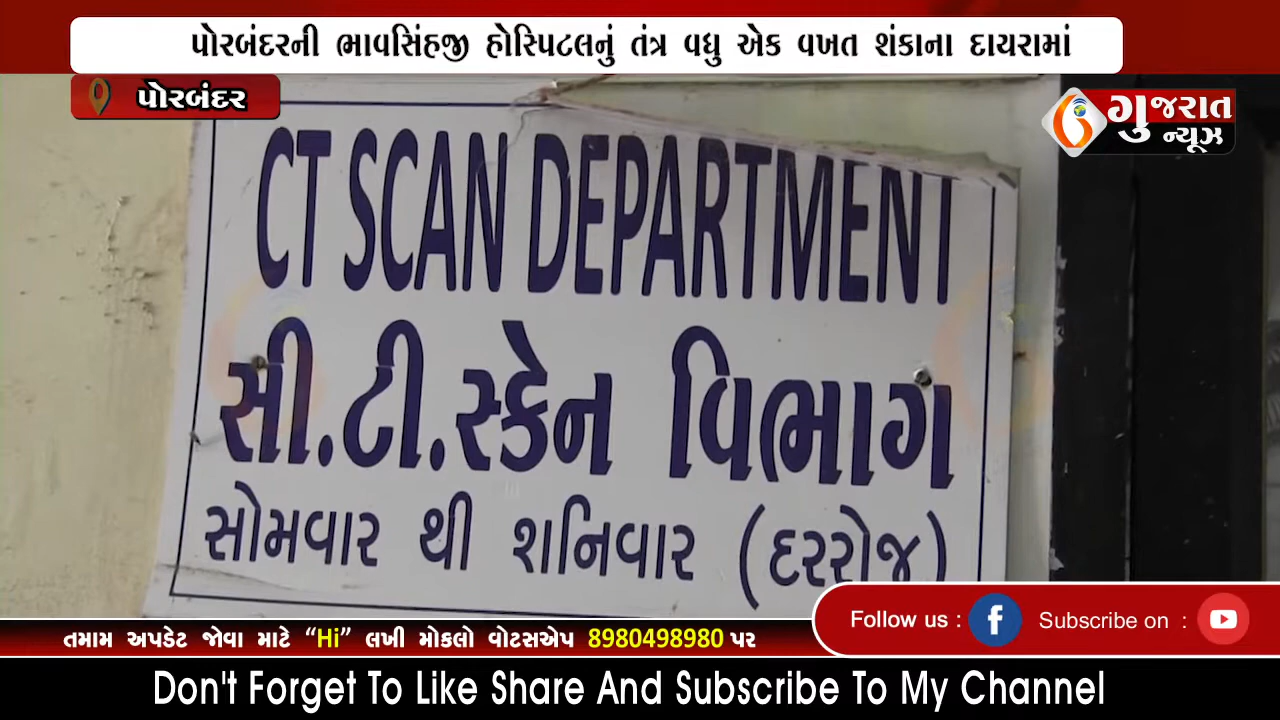 પોરબંદરની ભાવસિંહજી હોસ્પિટલનું તંત્ર વધુ એક વખત શંકાના દાયરામાં
પોરબંદર
ગુજરાત
ન્યૂઝ
CT SCAN DEPARTMENT
સી.ટી.સ્કેન વિભાગ
સોમવાર થી શનિવાર (દરરોજ)
તમામ અપડેટ જોવા માટે “Hi” લખી મોકલો વોટસએપ 8980498980 પર
Follow us :
Subscribe on :
Don't Forget To Like Share And Subscribe To My Channel